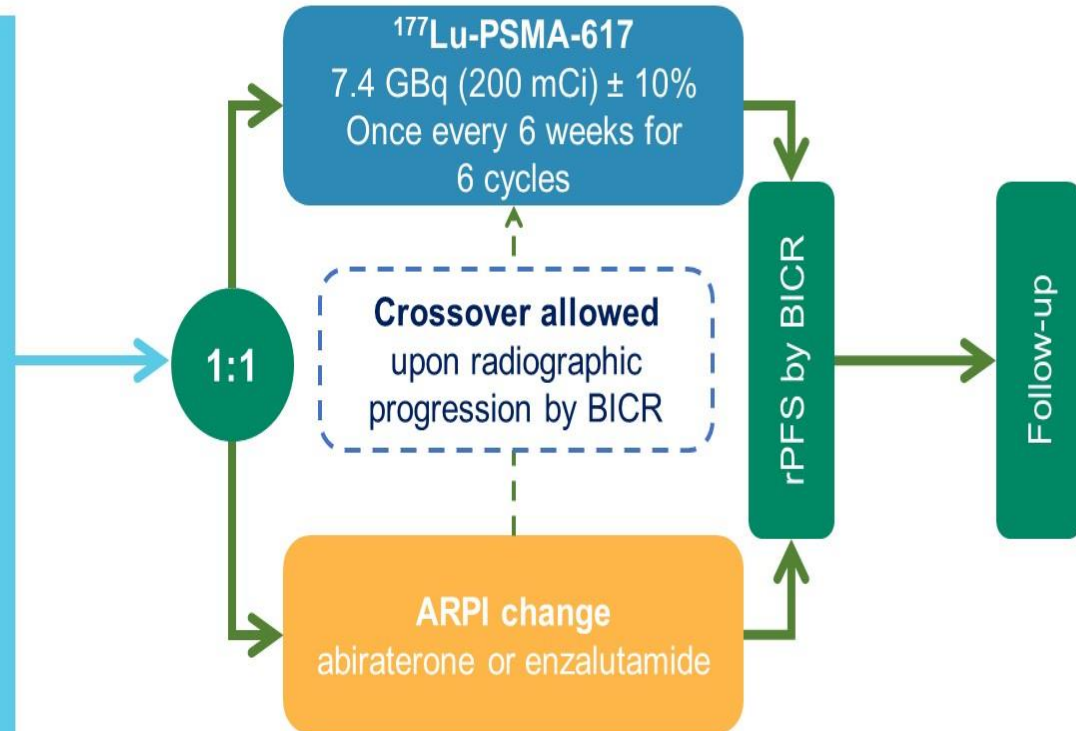 ¹⁷⁷Lu-PSMA-617
7.4 GBq (200 mCi) ± 10%
Once every 6 weeks for
6 cycles
1:1
Crossover allowed
upon radiographic
progression by BICR
ARPI change
abiraterone or enzalutamide
rPFS by BICR
Follow-up